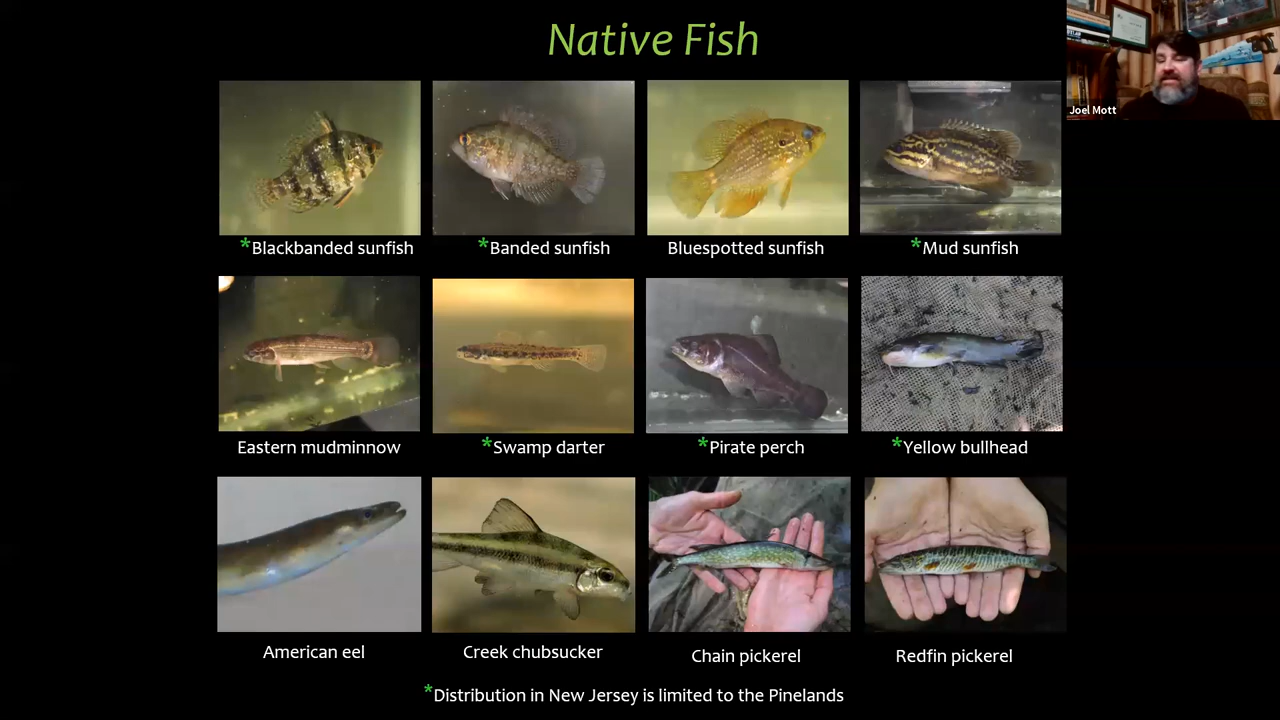 Native Fish
Joel Mott
*Blackbanded sunfish
*Banded sunfish
Bluespotted sunfish
*Mud sunfish
Eastern mudminnow
*Swamp darter
*Pirate perch
*Yellow bullhead
American eel
Creek chubsucker
Chain pickerel
Redfin pickerel
*Distribution in New Jersey is limited to the Pinelands